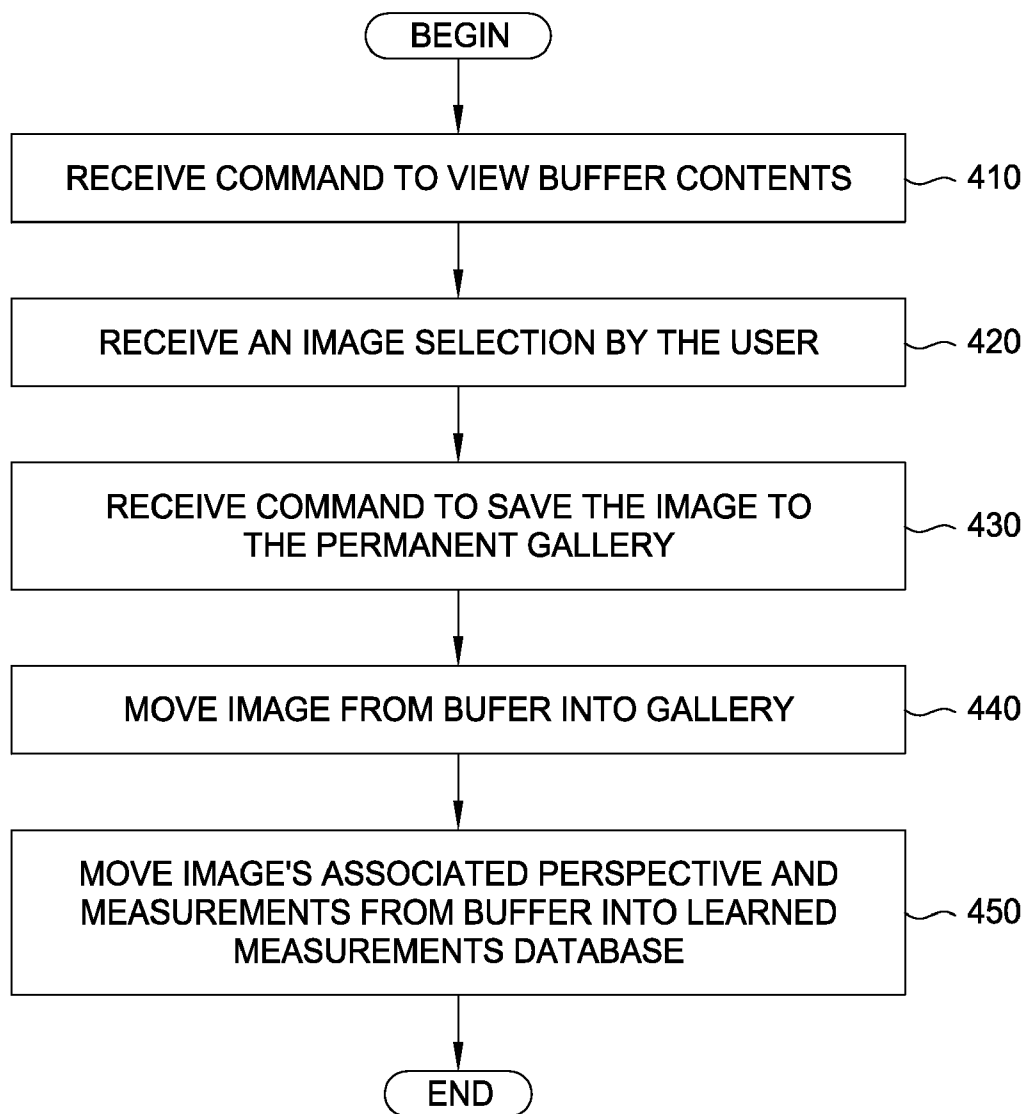 BEGIN
RECEIVE COMMAND TO VIEW BUFFER CONTENTS
410
RECEIVE AN IMAGE SELECTION BY THE USER
420
RECEIVE COMMAND TO SAVE THE IMAGE TO
THE PERMANENT GALLERY
430
MOVE IMAGE FROM BUFER INTO GALLERY
440
MOVE IMAGE'S ASSOCIATED PERSPECTIVE AND
MEASUREMENTS FROM BUFFER INTO LEARNED
MEASUREMENTS DATABASE
450
END